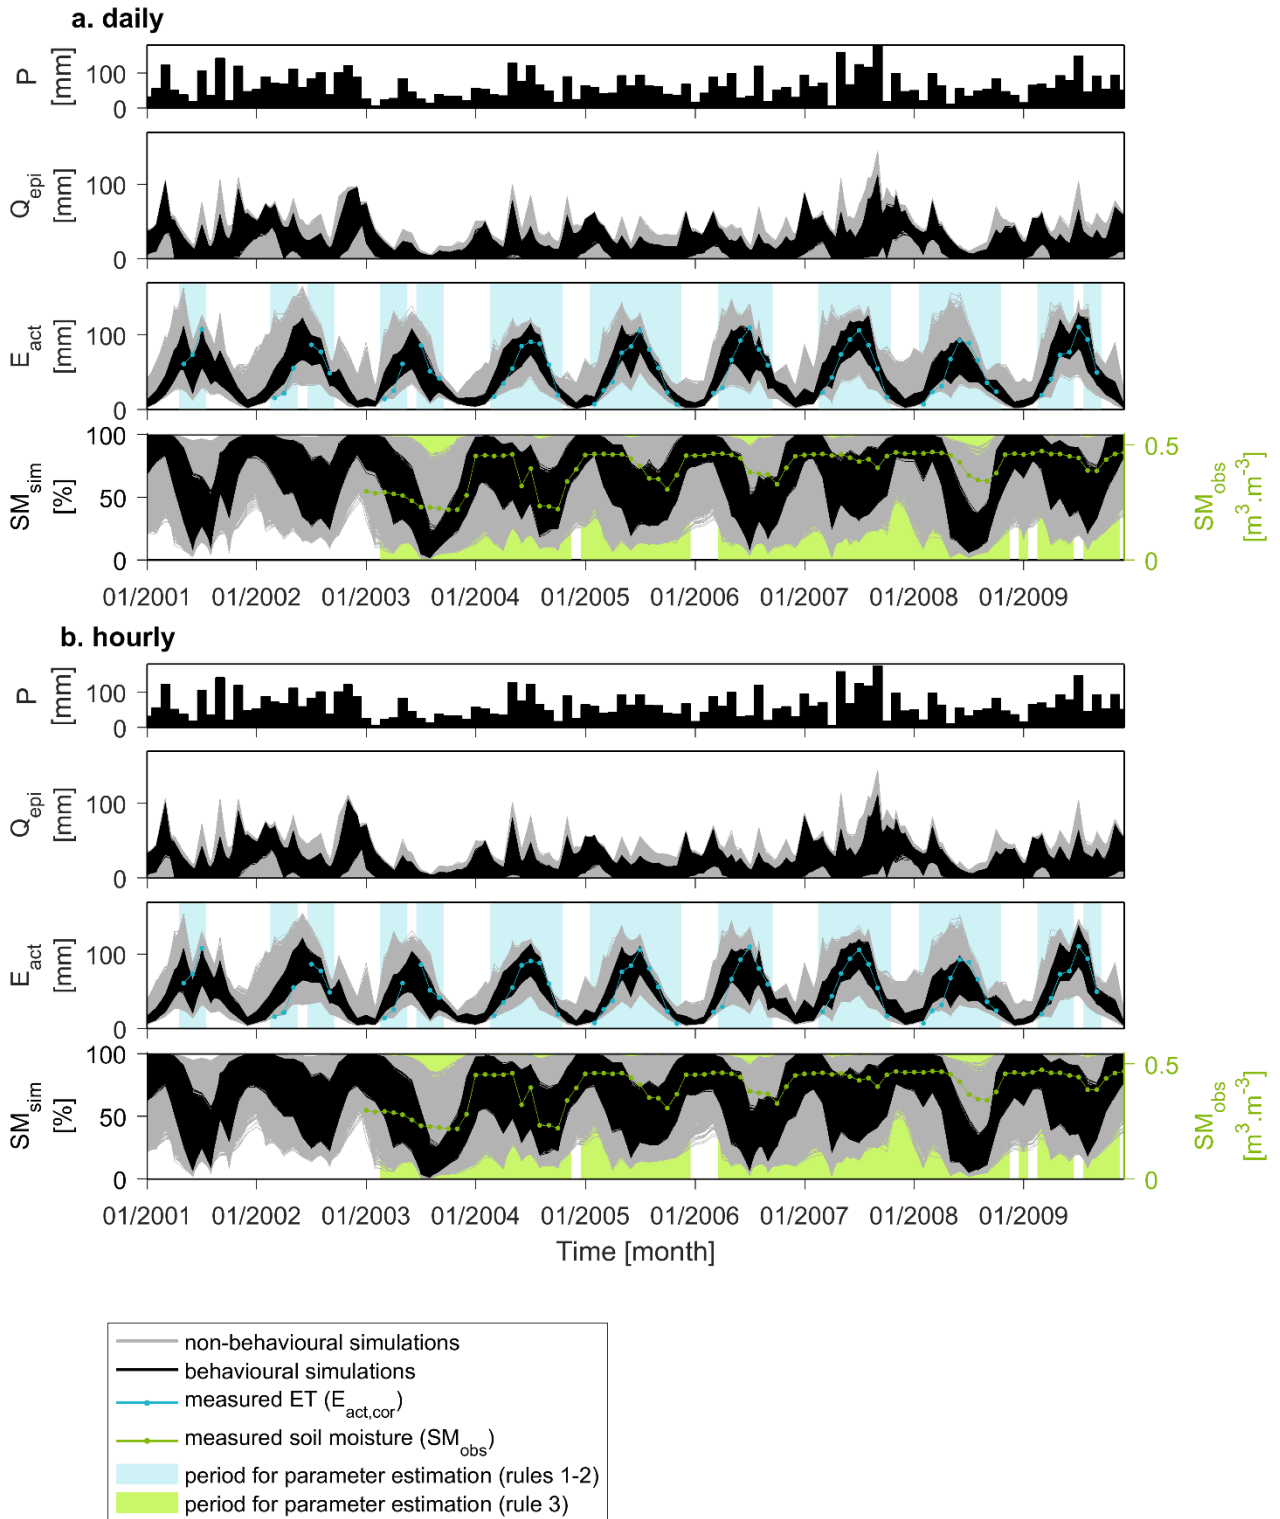 a. daily
P
[mm]
100
0
Q_epi
[mm]
100
0
E_act
[mm]
100
0
SM_sim
[%]
100
50
0
0.5
0
SM_obs
[m³.m-³]
01/2001 01/2002 01/2003 01/2004 01/2005 01/2006 01/2007 01/2008 01/2009
b. hourly
P
[mm]
100
0
Q_epi
[mm]
100
0
E_act
[mm]
100
0
SM_sim
[%]
100
50
0
0.5
0
SM_obs
[m³.m-³]
01/2001 01/2002 01/2003 01/2004 01/2005 01/2006 01/2007 01/2008 01/2009
Time [month]
non-behavioural simulations
behavioural simulations
measured ET (E_act,cor)
measured soil moisture (SM_obs)
period for parameter estimation (rules 1-2)
period for parameter estimation (rule 3)